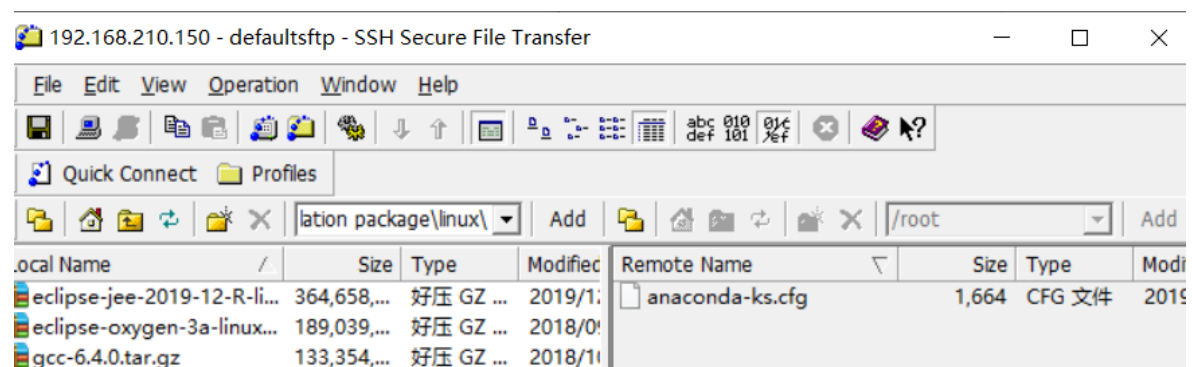 192.168.210.150 - defaultsftp - SSH Secure File Transfer
File Edit View Operation Window Help
abc def 010 101
Quick Connect Profiles
lation package\linux\ Add /root Add
Local Name Size Type Modified Remote Name Size Type Modi
eclipse-jee-2019-12-R-li... 364,658,... 好压 GZ ... 2019/1 anaconda-ks.cfg 1,664 CFG 文件 2019
eclipse-oxygen-3a-linux... 189,039,... 好压 GZ ... 2018/0
gcc-6.4.0.tar.gz 133,354,... 好压 GZ ... 2018/1